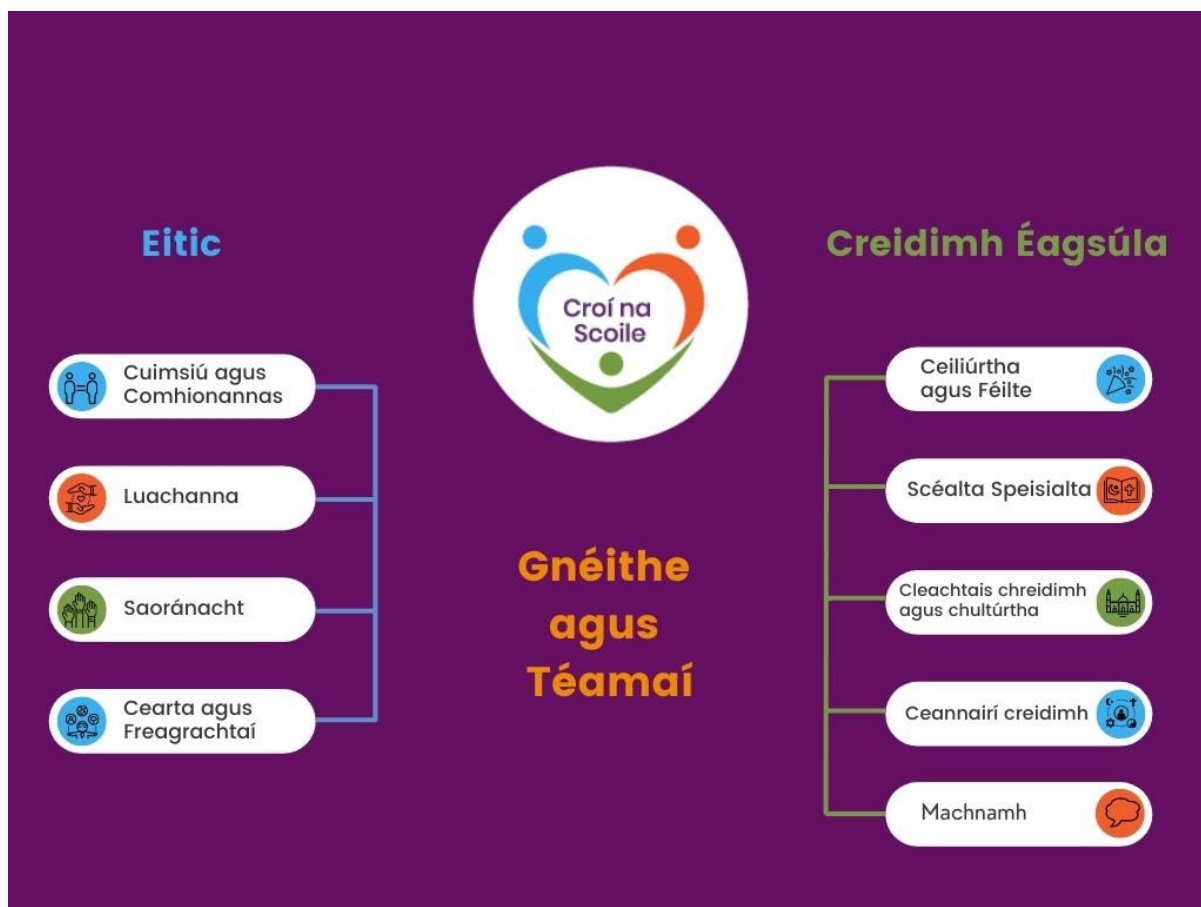 Eitic
Cuimsiú agus
Comhionannas
Luachanna
Saoránacht
Cearta agus
Freagrachtaí
Croí na
Scoile
Gnéithe
agus
Téamaí
Creidimh Éagsúla
Ceiliúrtha
agus Féilte
Scéalta Speisialta
Cleachtais chreidimh
agus chultúrtha
Ceannairí creidimh
Machnamh